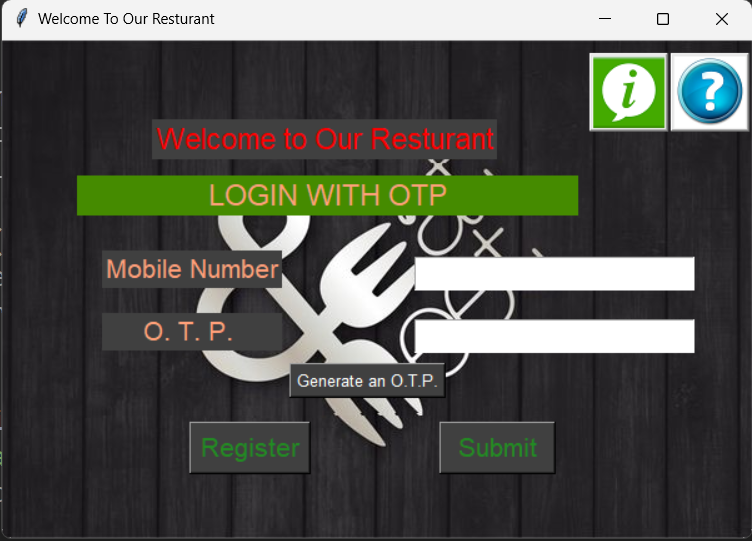 Welcome To Our Resturant
i
?
Welcome to Our Resturant
LOGIN WITH OTP
Mobile Number
O. T. P.
Generate an O.T.P.
Register
Submit